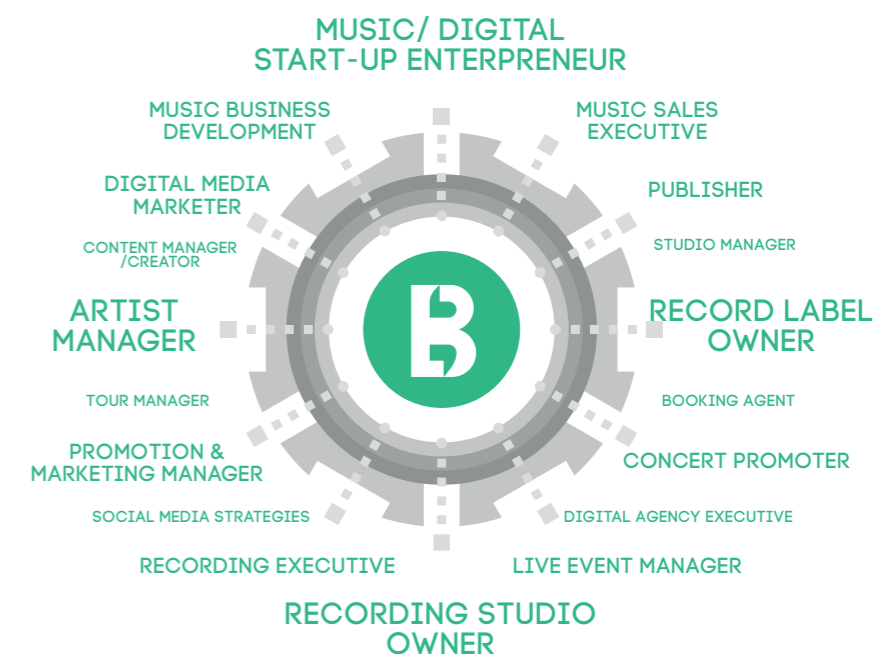 MUSIC/ DIGITAL
START-UP ENTERPRENEUR
MUSIC BUSINESS
DEVELOPMENT
MUSIC SALES
EXECUTIVE
DIGITAL MEDIA
MARKETER
PUBLISHER
CONTENT MANAGER
/CREATOR
STUDIO MANAGER
ARTIST
MANAGER
RECORD LABEL
OWNER
B
TOUR MANAGER
BOOKING AGENT
PROMOTION &
MARKETING MANAGER
CONCERT PROMOTER
SOCIAL MEDIA STRATEGIES
DIGITAL AGENCY EXECUTIVE
RECORDING EXECUTIVE
LIVE EVENT MANAGER
RECORDING STUDIO
OWNER